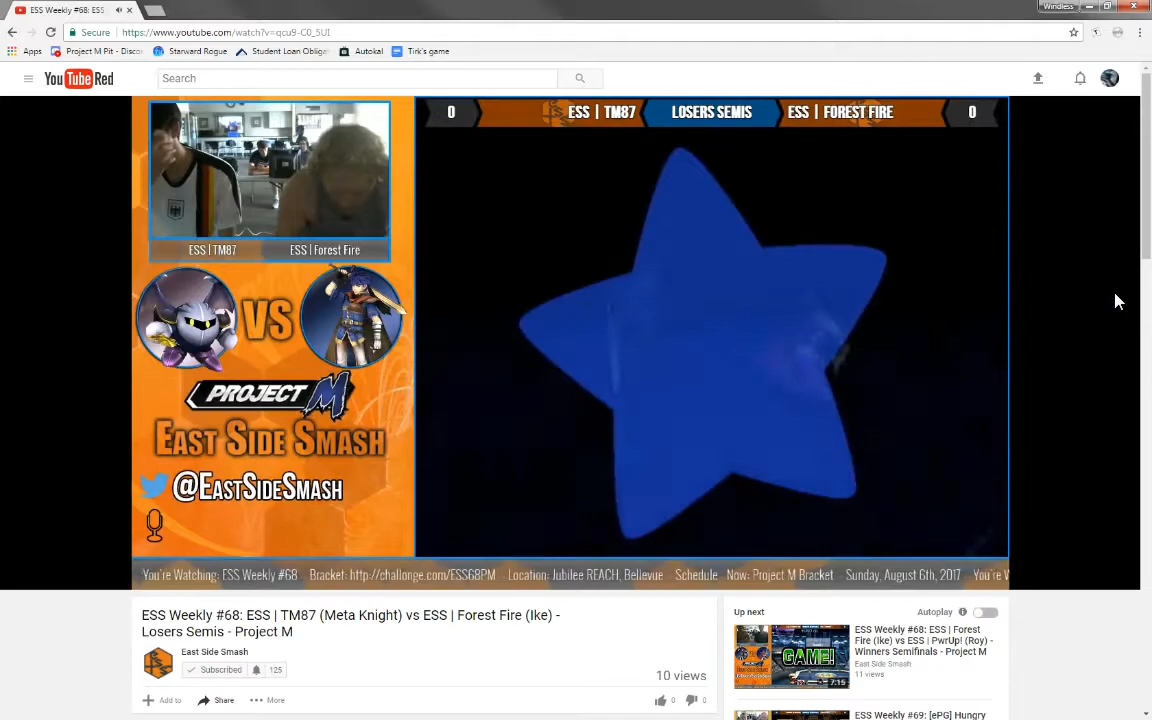 Windless
ESS Weekly #68: ESS
Secure
https://www.youtube.com/watch?v=qcu9-C0_5UI
Apps
Project M Pit - Discor
Starward Rogue
Student Loan Obliga
Autokal
Tirk's game
YouTube Red
Search
0
ESS | TM87
LOSERS SEMIS
ESS | FOREST FIRE
0
ESS | TM87
ESS | Forest Fire
VS
PROJECT M
EAST SIDE SMASH
@EASTSIDESMASH
You're Watching: ESS Weekly #68 Bracket: http://challonge.com/ESS68PM Location: Jubilee REACH, Bellevue Schedule Now: Project M Bracket Sunday, August 6th, 2017 You're W
ESS Weekly #68: ESS | TM87 (Meta Knight) vs ESS | Forest Fire (Ike) -
Losers Semis - Project M
East Side Smash
Subscribed
125
10 views
Add to
Share
More
0
0
Up next
Autoplay
GAME!
7:15
ESS Weekly #68: ESS | Forest
Fire (Ike) vs ESS | PwrUp! (Roy) -
Winners Semifinals - Project M
East Side Smash
11 views
ESS Weekly #69: [ePG] Hungry